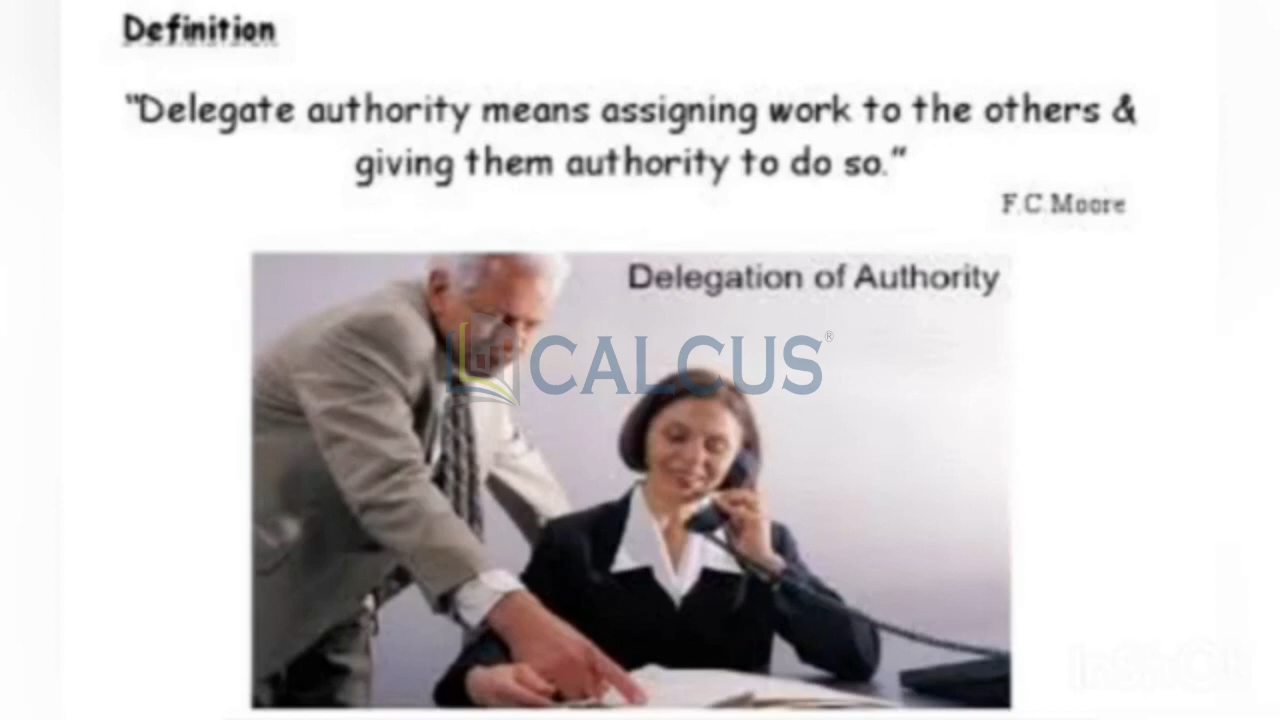 Definition
"Delegate authority means assigning work to the others &
giving them authority to do so."
F.C.Moore
Delegation of Authority
CALCUS®
InShOt